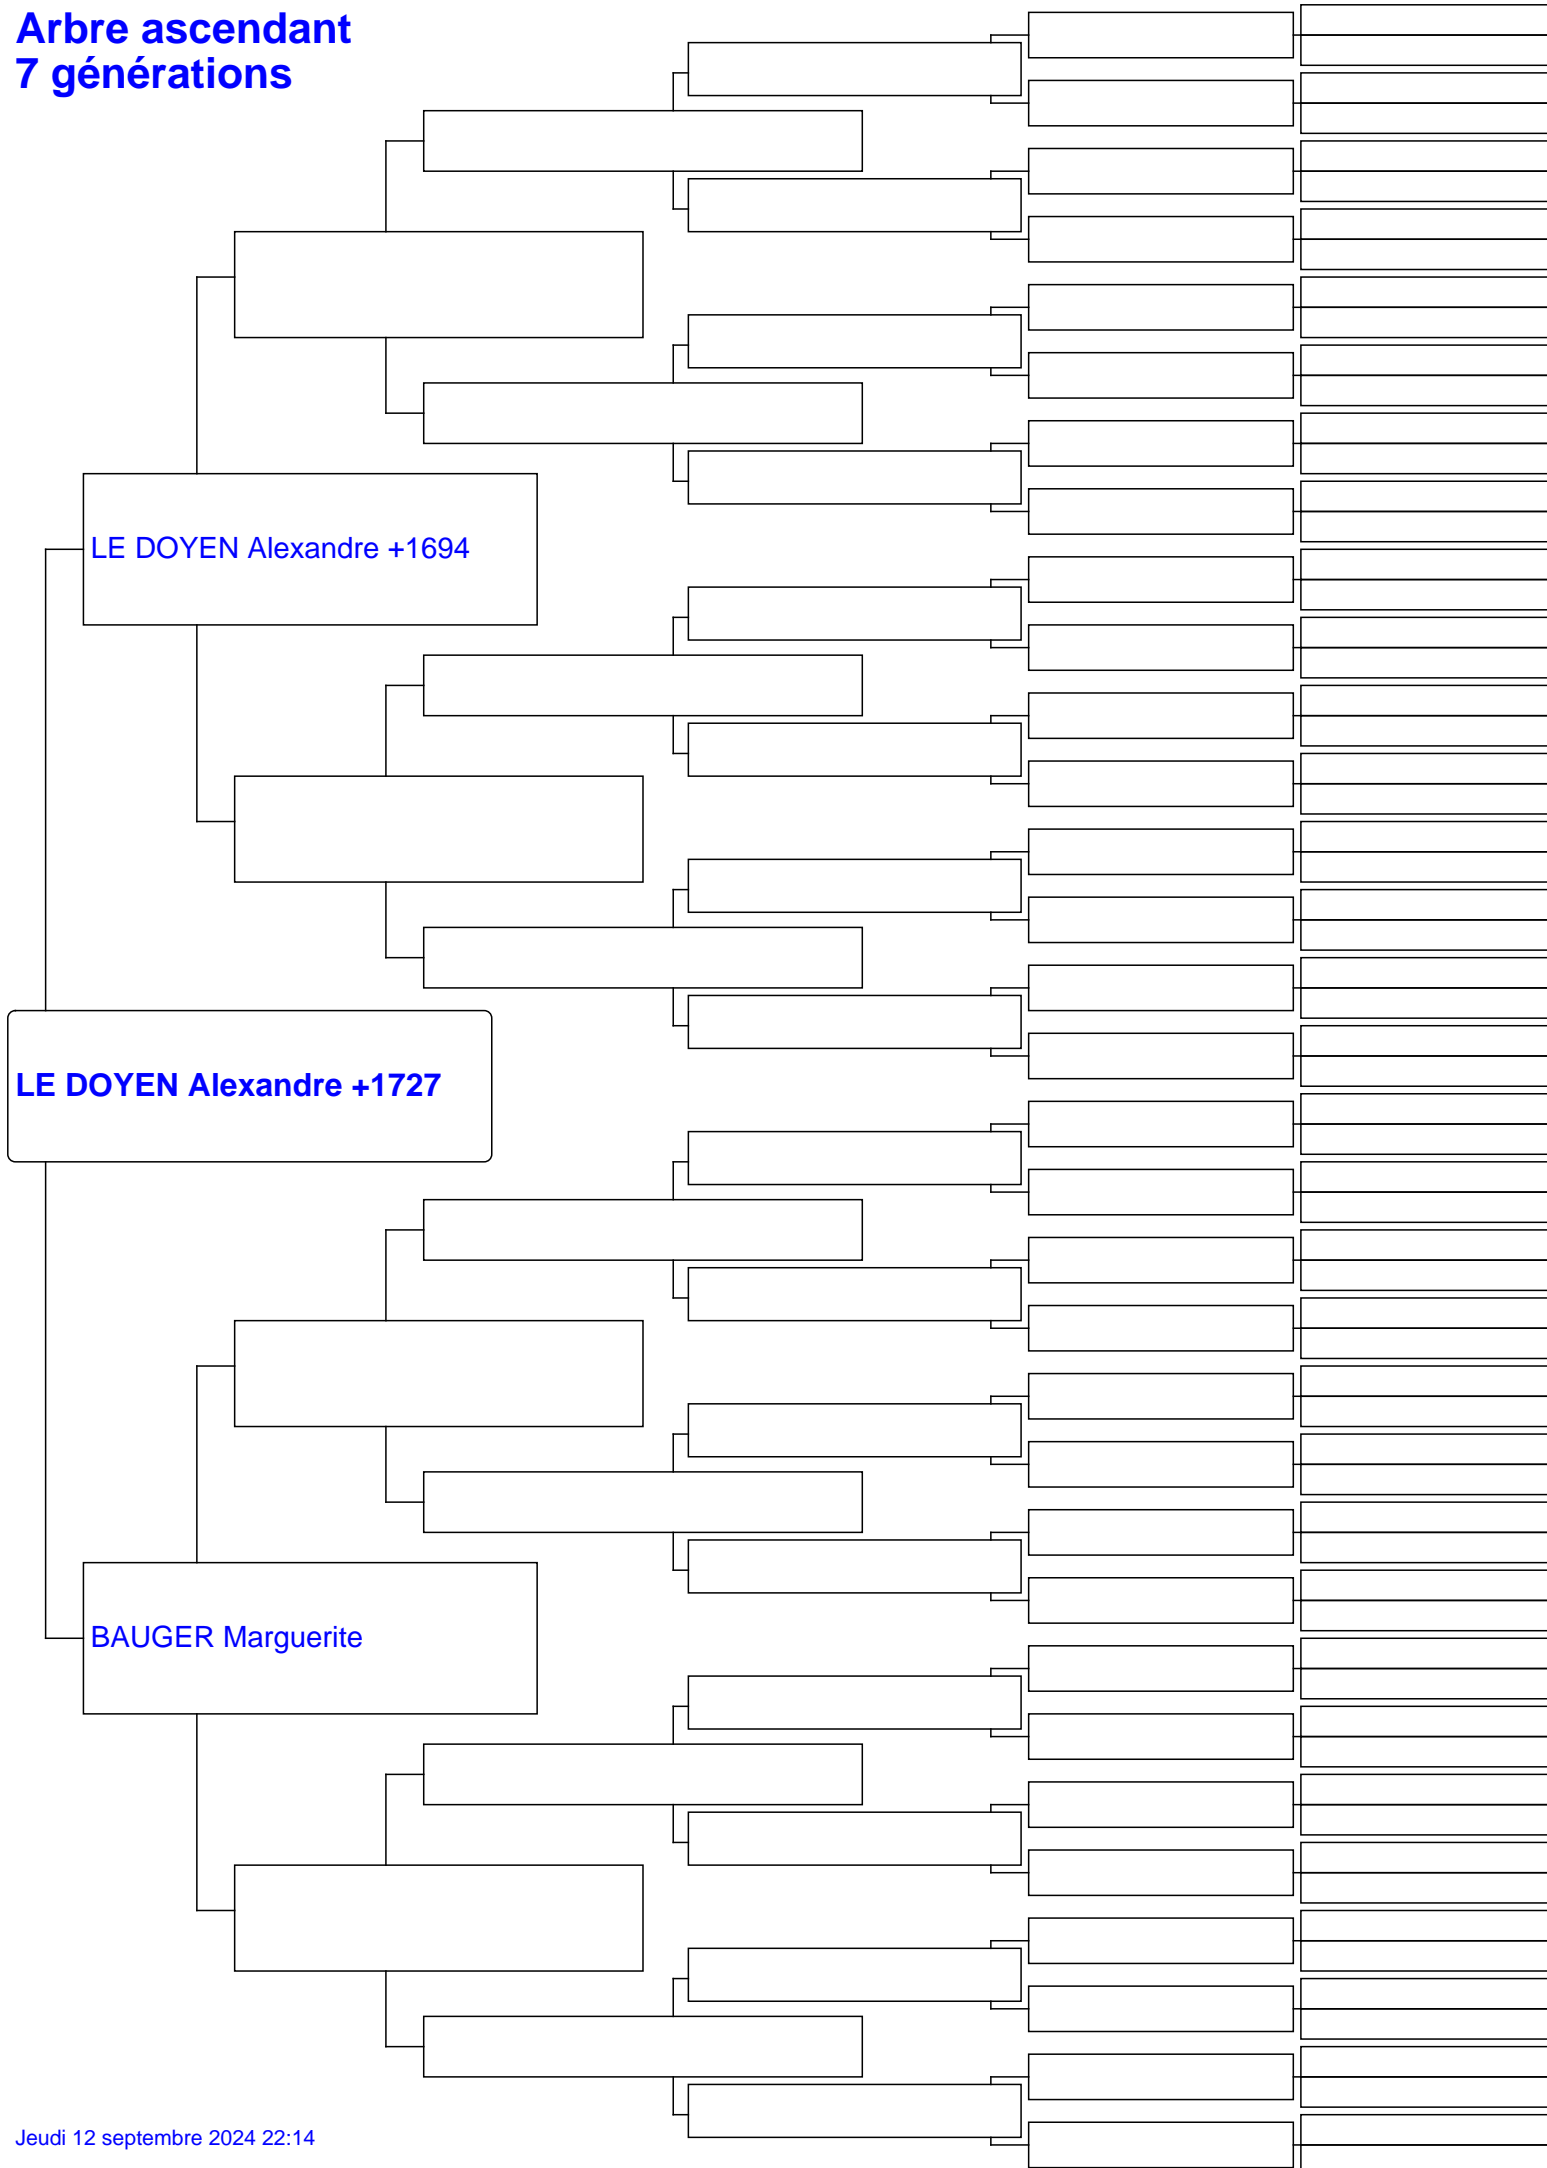 Arbre ascendant
7 générations
LE DOYEN Alexandre +1694
LE DOYEN Alexandre +1727
BAUGER Marguerite
Jeudi 12 septembre 2024 22:14